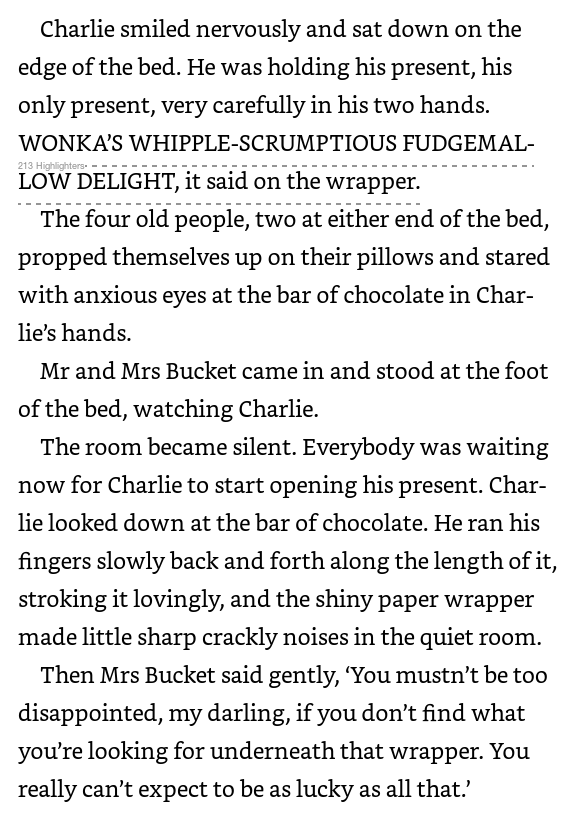 Charlie smiled nervously and sat down on the
edge of the bed. He was holding his present, his
only present, very carefully in his two hands.
WONKA’S WHIPPLE-SCRUMPTIOUS FUDGEMAL-
213 Highlighters
LOW DELIGHT, it said on the wrapper.
The four old people, two at either end of the bed,
propped themselves up on their pillows and stared
with anxious eyes at the bar of chocolate in Char-
lie’s hands.
Mr and Mrs Bucket came in and stood at the foot
of the bed, watching Charlie.
The room became silent. Everybody was waiting
now for Charlie to start opening his present. Char-
lie looked down at the bar of chocolate. He ran his
fingers slowly back and forth along the length of it,
stroking it lovingly, and the shiny paper wrapper
made little sharp crackly noises in the quiet room.
Then Mrs Bucket said gently, ‘You mustn’t be too
disappointed, my darling, if you don’t find what
you’re looking for underneath that wrapper. You
really can’t expect to be as lucky as all that.’